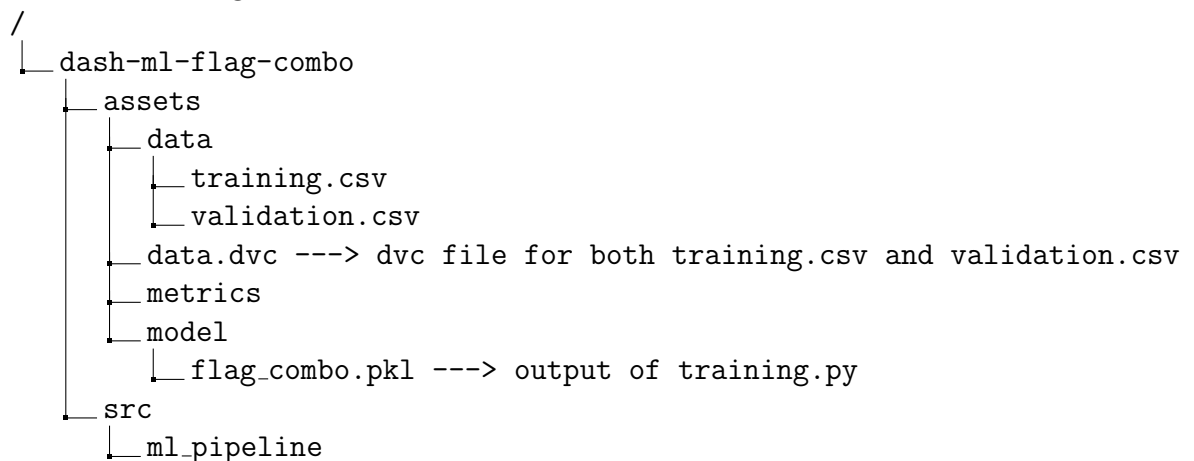 /
dash-ml-flag-combo
assets
data
training.csv
validation.csv
data.dvc ---> dvc file for both training.csv and validation.csv
metrics
model
flag_combo.pkl ---> output of training.py
src
ml_pipeline